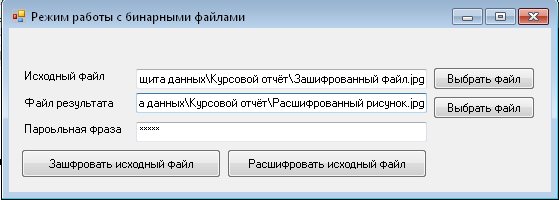 Режим работы с бинарными файлами
Исходный файл щита данных\Курсовой отчёт\Зашифрованный файл.jpg Выбрать файл
Файл результата а данных\Курсовой отчёт\Расшифрованный рисунок.jpg Выбрать файл
Паролььная фраза *****
Зашфровать исходный файл Расшифровать исходный файл